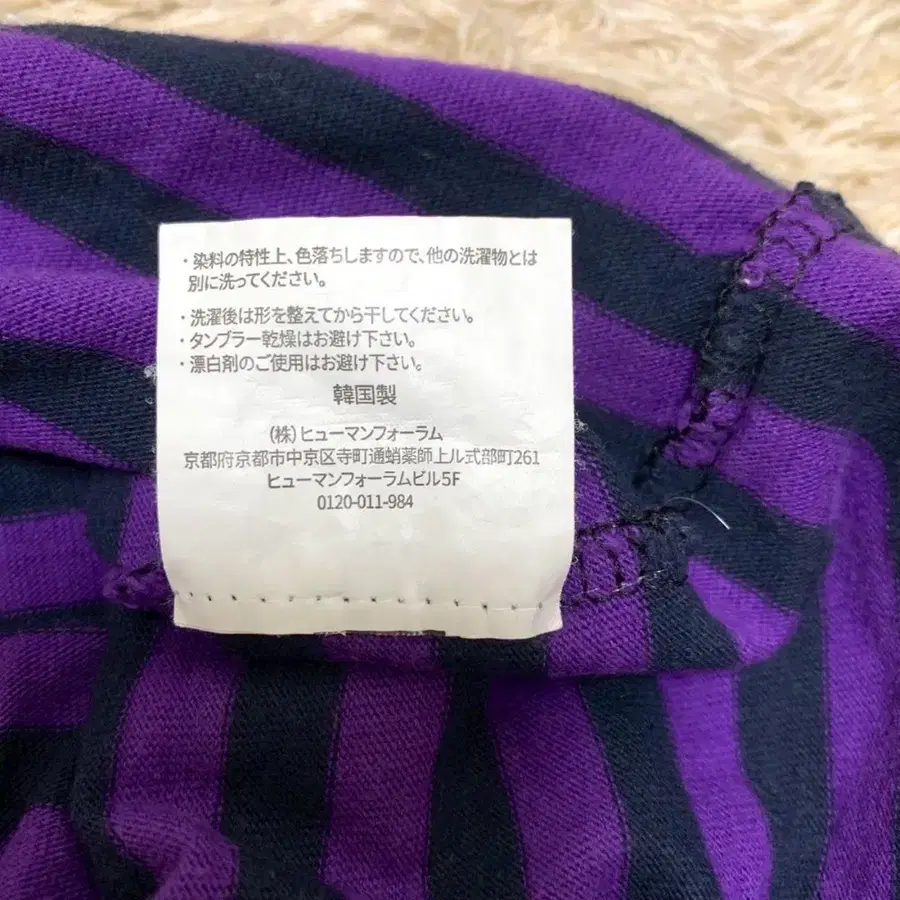 ・染料の特性上、色落ちしますので、他の洗濯物とは
別に洗ってください。
・洗濯後は形を整えてから干してください。
・タンブラー乾燥はお避け下さい。
・漂白剤のご使用はお避け下さい。
韓国製
(株)ヒューマンフォーラム
京都府京都市中京区寺町通蛸薬師上ル式部町261
ヒューマンフォーラムビル5F
0120-011-984